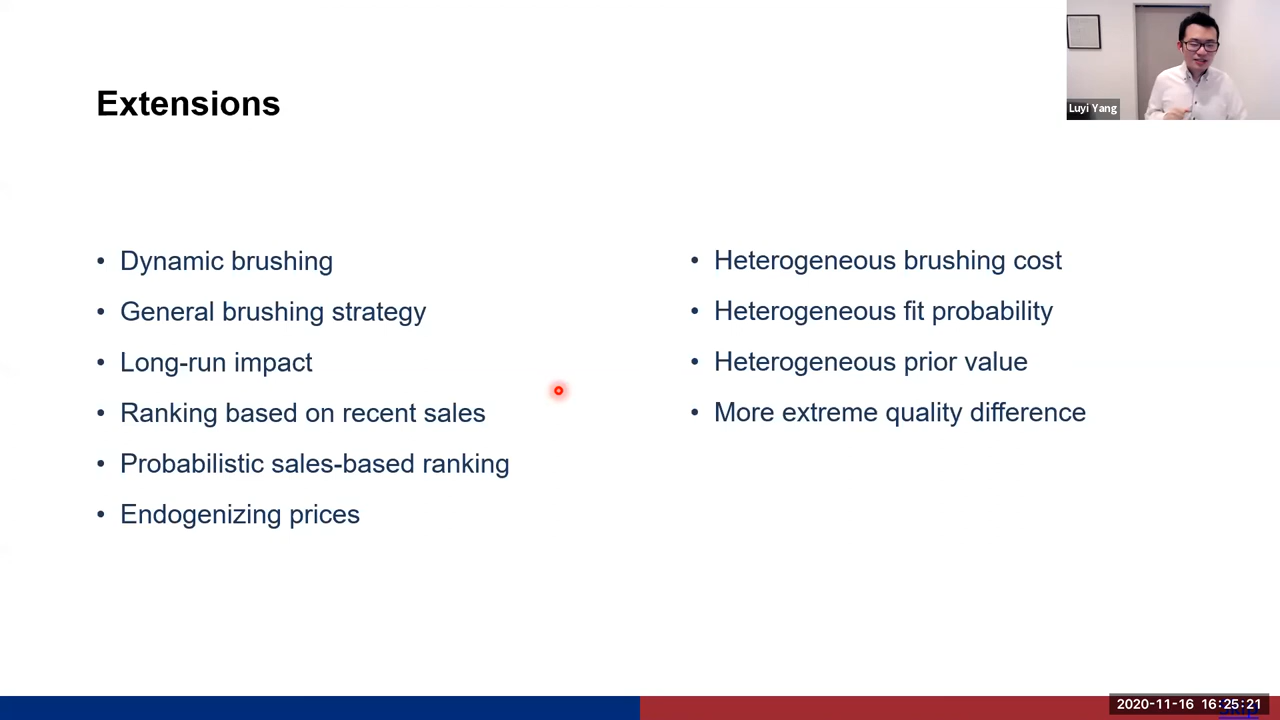 Extensions
Luyi Yang
• Dynamic brushing
• General brushing strategy
• Long-run impact
• Ranking based on recent sales
• Probabilistic sales-based ranking
• Endogenizing prices
• Heterogeneous brushing cost
• Heterogeneous fit probability
• Heterogeneous prior value
• More extreme quality difference
2020-11-16 16:25:21